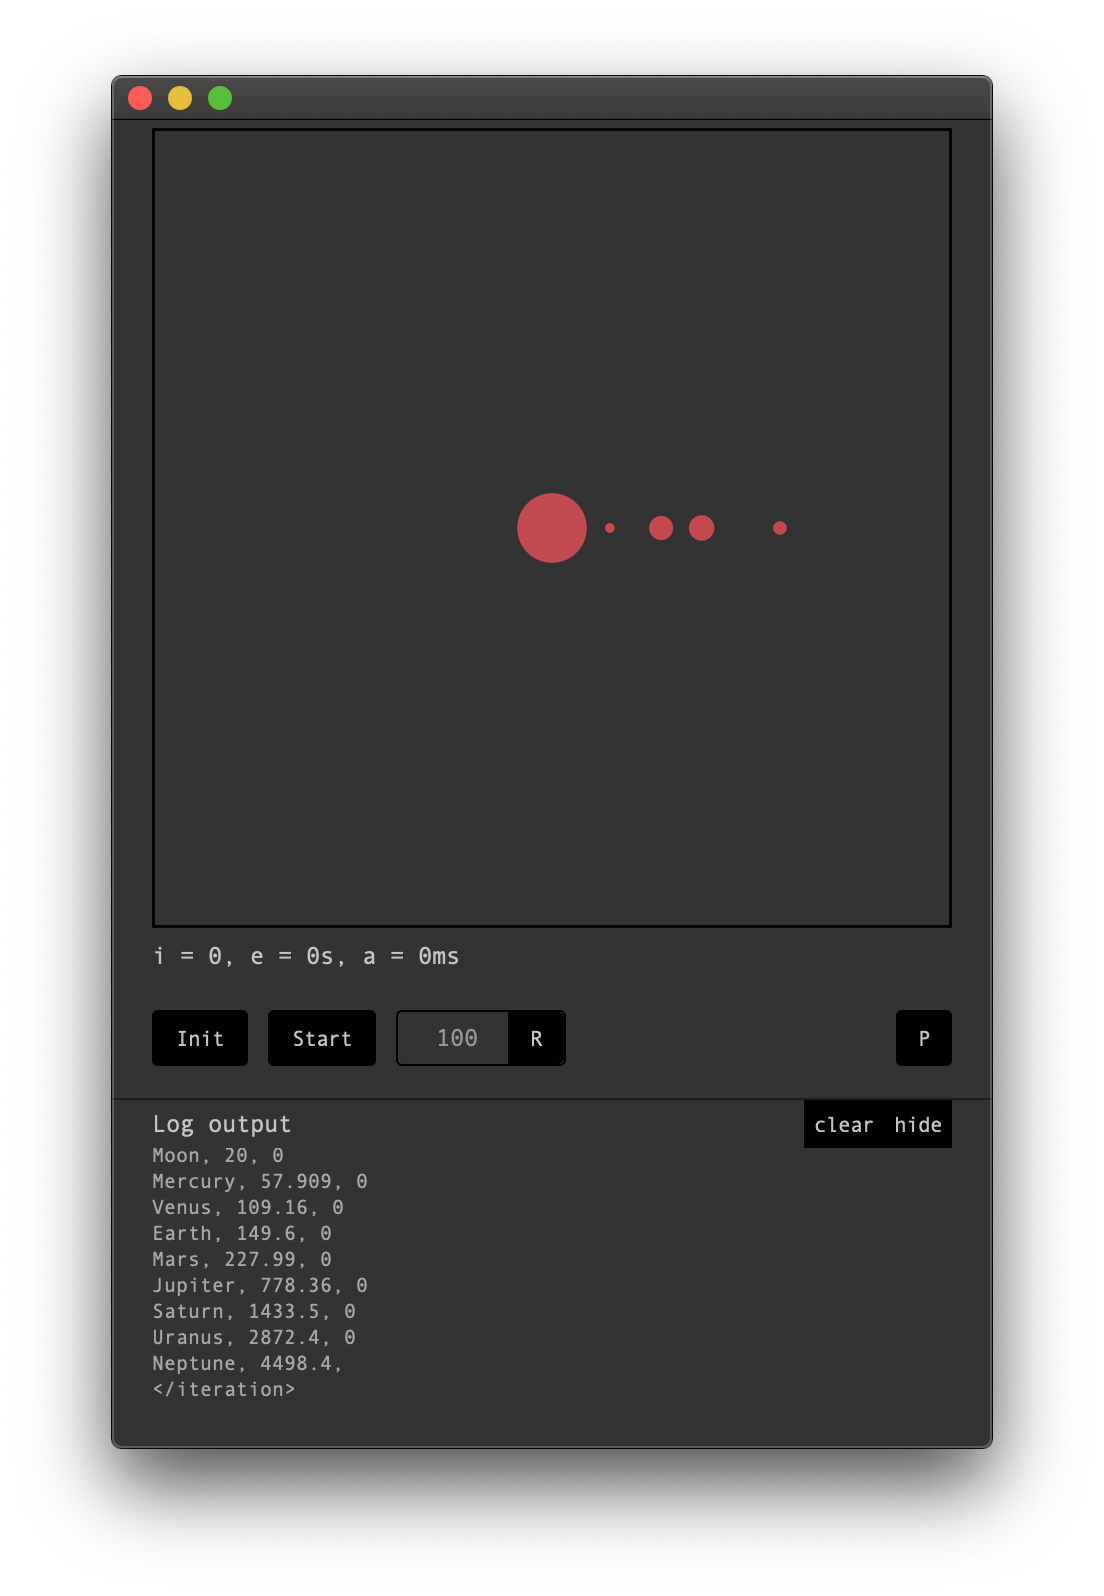 i = 0, e = 0s, a = 0ms
Init Start 100 R P
Log output clear hide
Moon, 20, 0
Mercury, 57.909, 0
Venus, 109.16, 0
Earth, 149.6, 0
Mars, 227.99, 0
Jupiter, 778.36, 0
Saturn, 1433.5, 0
Uranus, 2872.4, 0
Neptune, 4498.4,
</iteration>